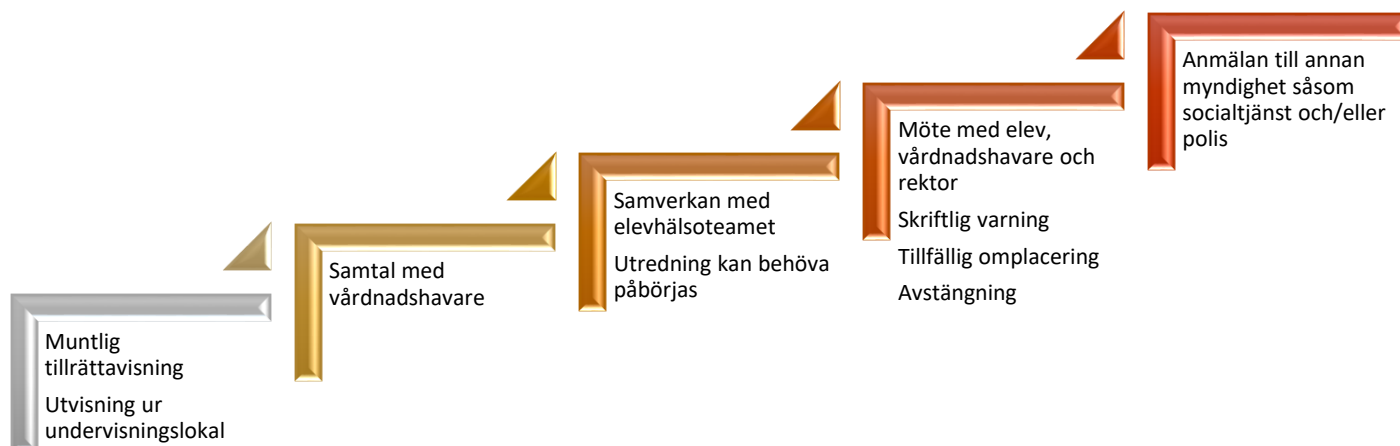 Muntlig
tillrättavisning
Utvisning ur
undervisningslokal
Samtal med
vårdnadshavare
Samverkan med
elevhälsoteamet
Utredning kan behöva
påbörjas
Möte med elev,
vårdnadshavare och
rektor
Skriftlig varning
Tillfällig omplacering
Avstängning
Anmälan till annan
myndighet såsom
socialtjänst och/eller
polis